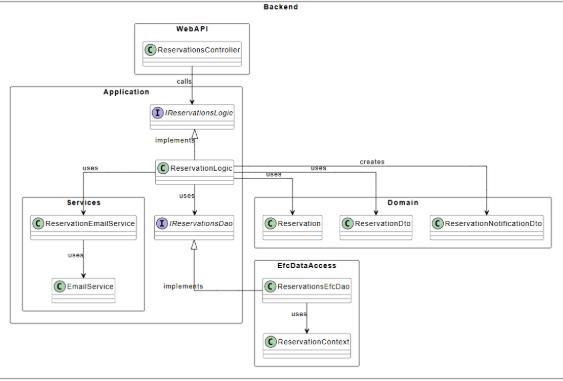 Backend
WebAPI
C ReservationsController
calls
Application
I IReservationsLogic
implements
C ReservationLogic
creates
uses
uses
uses
uses
Services
Domain
C ReservationEmailService
I IReservationsDao
C Reservation
C ReservationDto
C ReservationNotificationDto
uses
EfcDataAccess
C EmailService
implements
C ReservationsEfcDao
uses
C ReservationContext